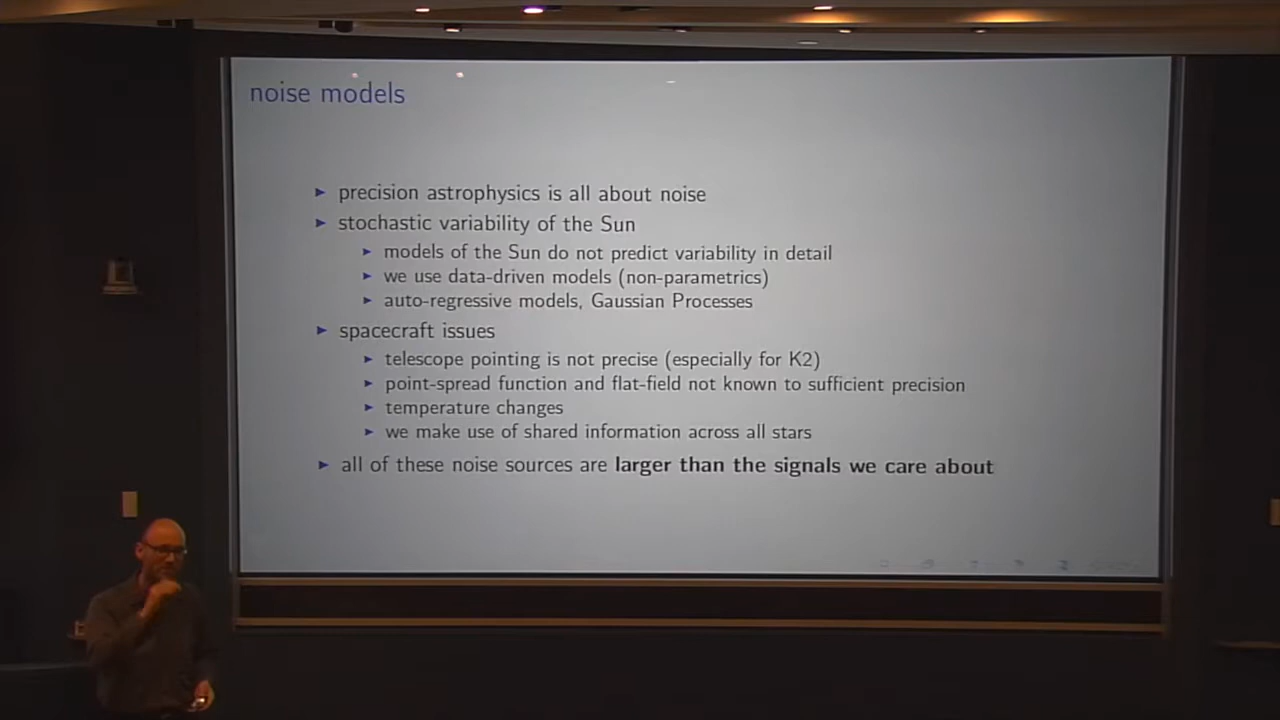 noise models
▶ precision astrophysics is all about noise
▶ stochastic variability of the Sun
▶ models of the Sun do not predict variability in detail
▶ we use data-driven models (non-parametrics)
▶ auto-regressive models, Gaussian Processes
▶ spacecraft issues
▶ telescope pointing is not precise (especially for K2)
▶ point-spread function and flat-field not known to sufficient precision
▶ temperature changes
▶ we make use of shared information across all stars
▶ all of these noise sources are larger than the signals we care about